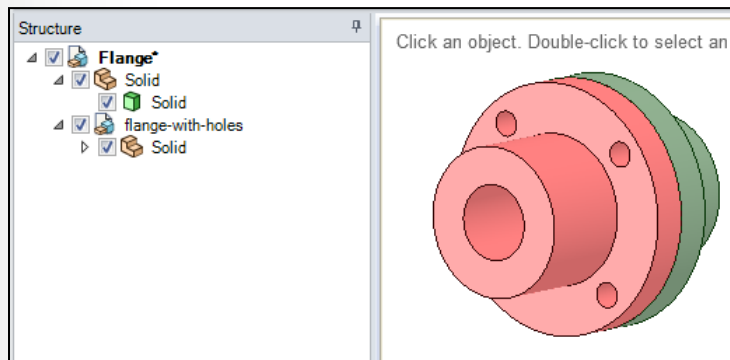 Structure
Flange*
Solid
Solid
flange-with-holes
Solid
Click an object. Double-click to select an